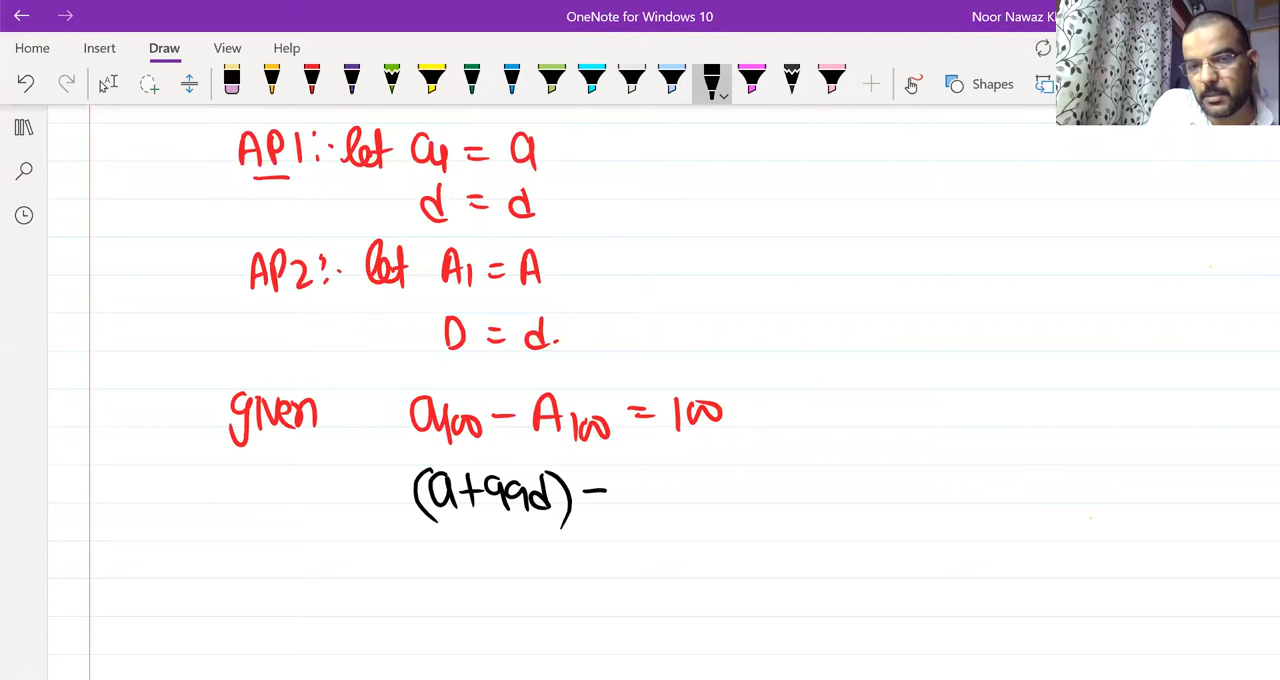 OneNote for Windows 10
Noor Nawaz K
Home Insert Draw View Help
Shapes
AP1:- let a1 = a
d = d
AP2:- let A1 = A
D = d.
given a100 - A100 = 100
(a+99d) -